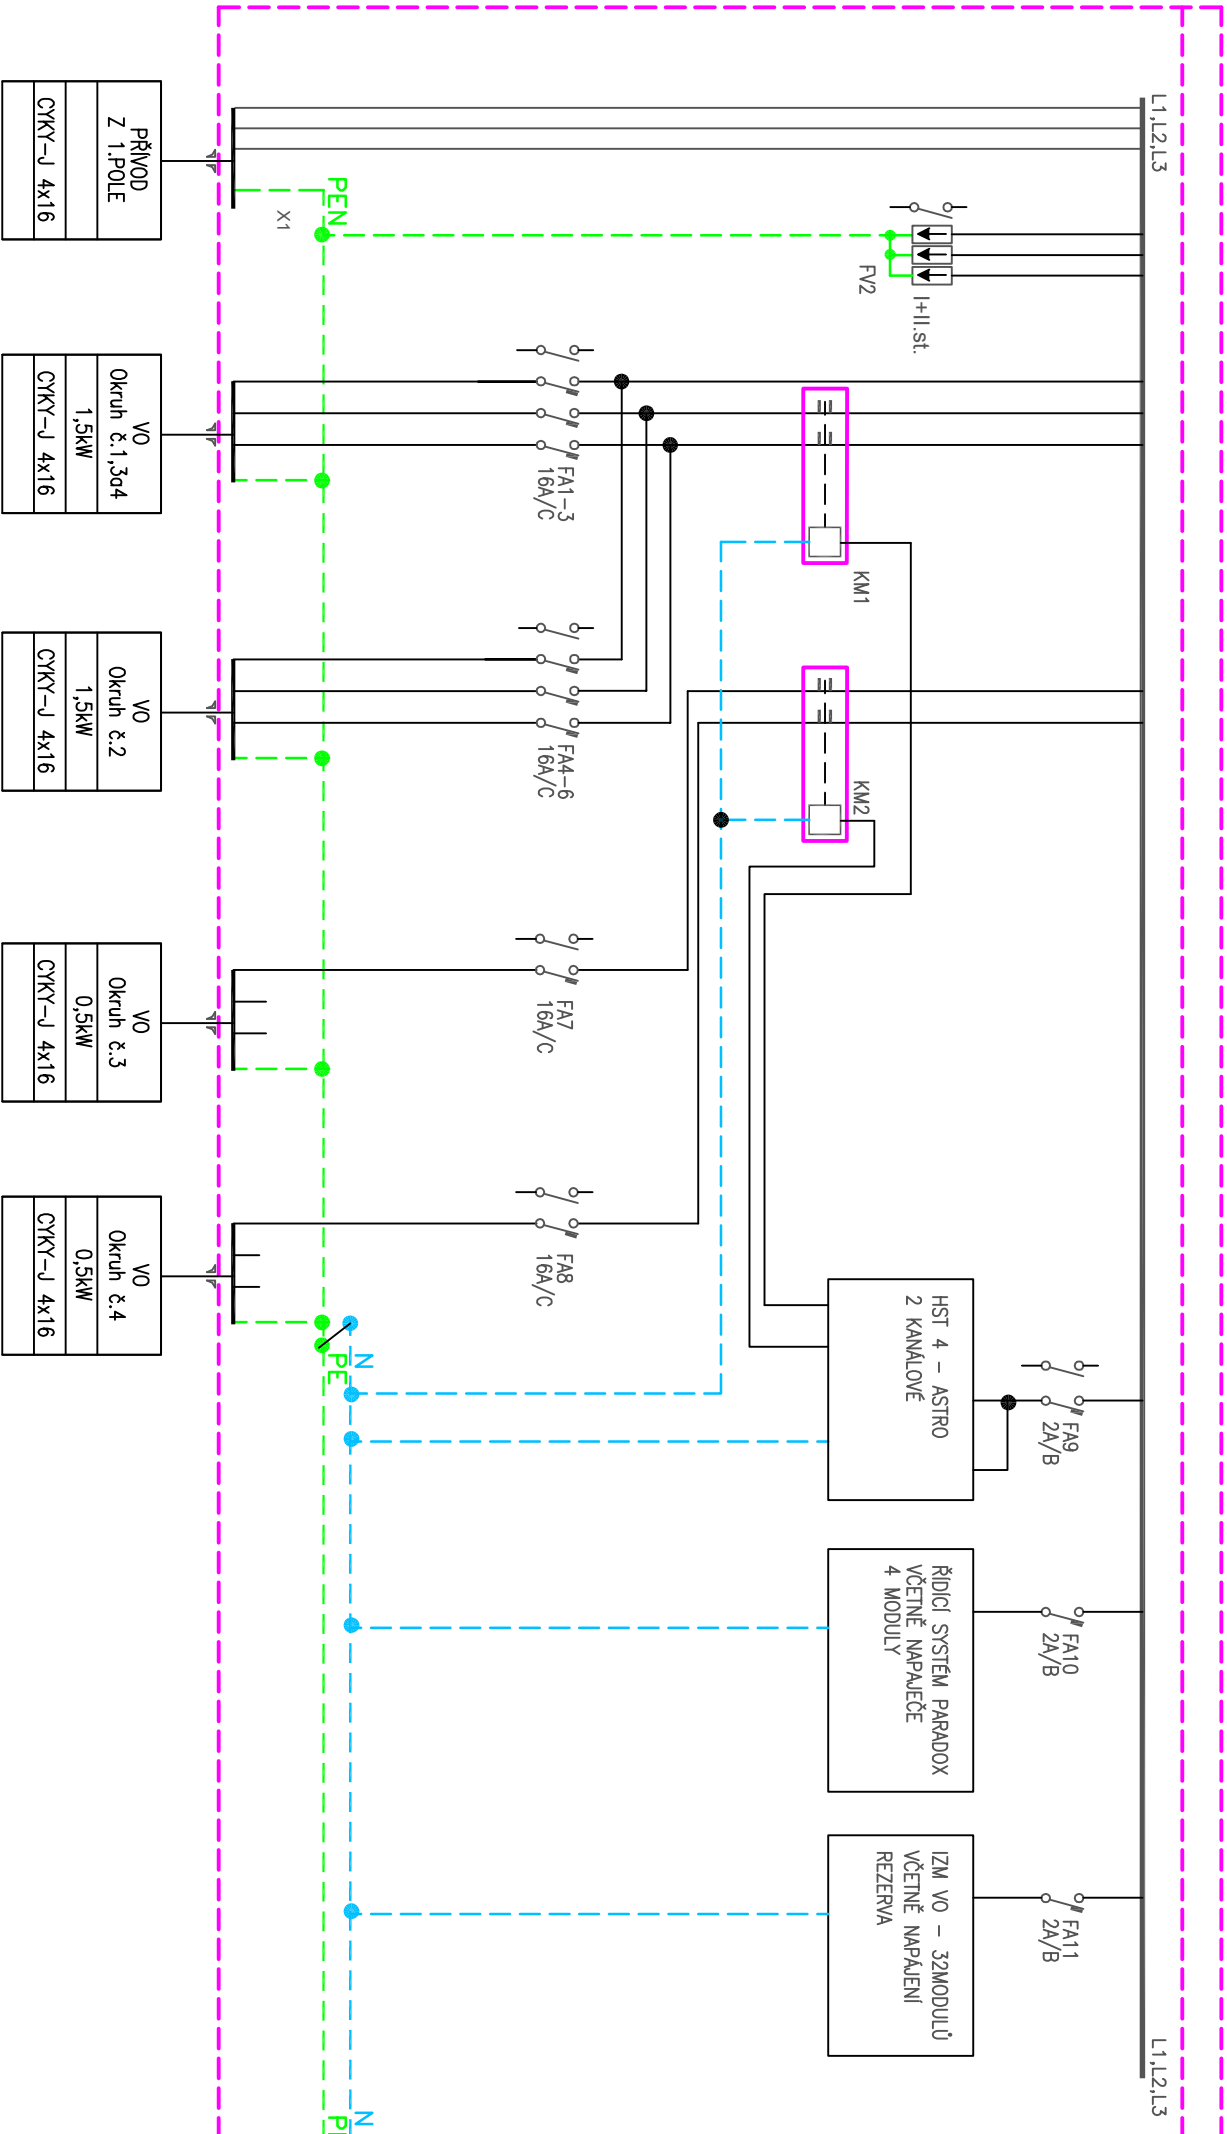 L1,L2,L3
L1,L2,L3
I+II.st.
FV2
PEN
X1
KM1
KM2
FA1-3
16A/C
FA4-6
16A/C
FA7
16A/C
FA8
16A/C
FA9
2A/B
FA10
2A/B
FA11
2A/B
HST 4 - ASTRO
2 KANÁLOVÉ
ŘÍDÍCÍ SYSTÉM PARADOX
VČETNĚ NAPAJEČE
4 MODULY
IZM VO - 32MODULŮ
VČETNĚ NAPÁJENÍ
REZERVA
N
PE
N
PŘÍVOD
Z 1.POLE
CYKY-J 4x16
VO
Okruh č.1,3a4
1,5kW
CYKY-J 4x16
VO
Okruh č.2
1,5kW
CYKY-J 4x16
VO
Okruh č.3
0,5kW
CYKY-J 4x16
VO
Okruh č.4
0,5kW
CYKY-J 4x16